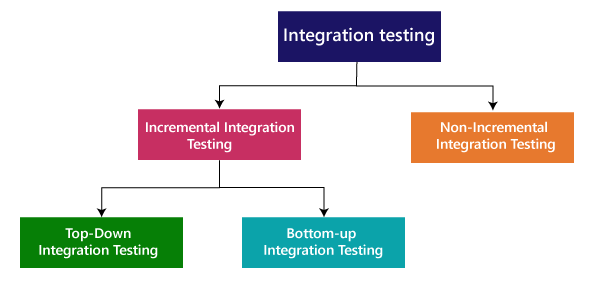 Integration testing
Incremental Integration
Testing
Non-Incremental
Integration Testing
Top-Down
Integration Testing
Bottom-up
Integration Testing